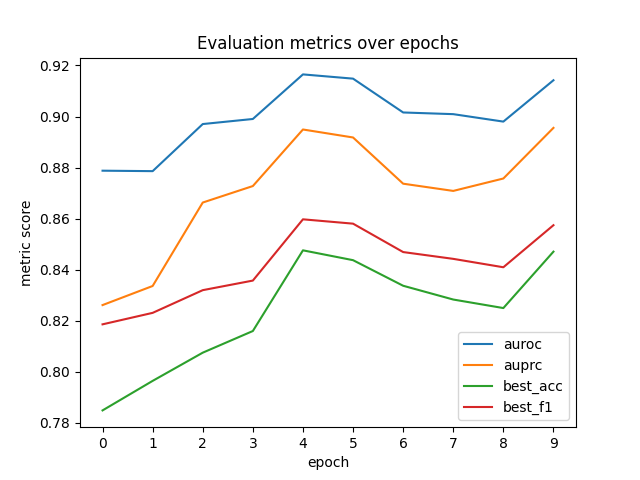 Evaluation metrics over epochs
metric score
0.92
0.90
0.88
0.86
0.84
0.82
0.80
0.78
auroc
auprc
best_acc
best_f1
0 1 2 3 4 5 6 7 8 9
epoch